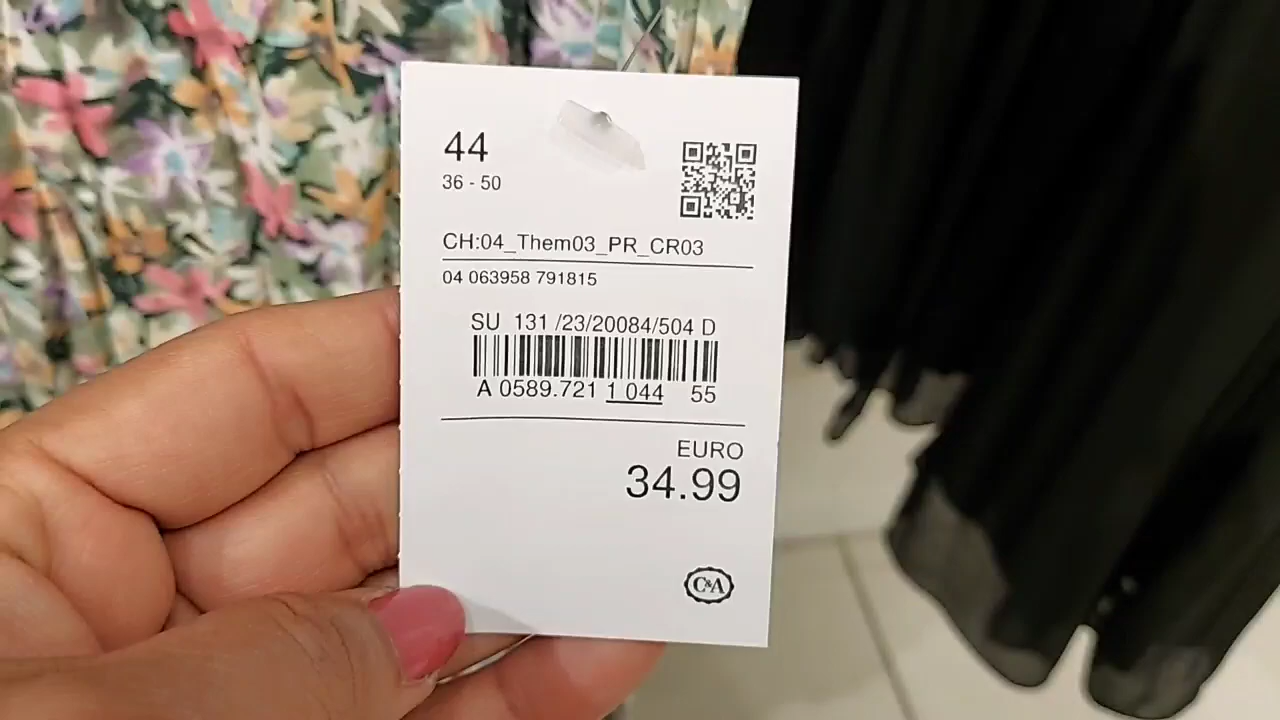 44
36 - 50
CH:04_Them03_PR_CR03
04 063958 791815
SU 131 /23/20084/504 D
A 0589.721 1 044 55
EURO
34.99
C&A